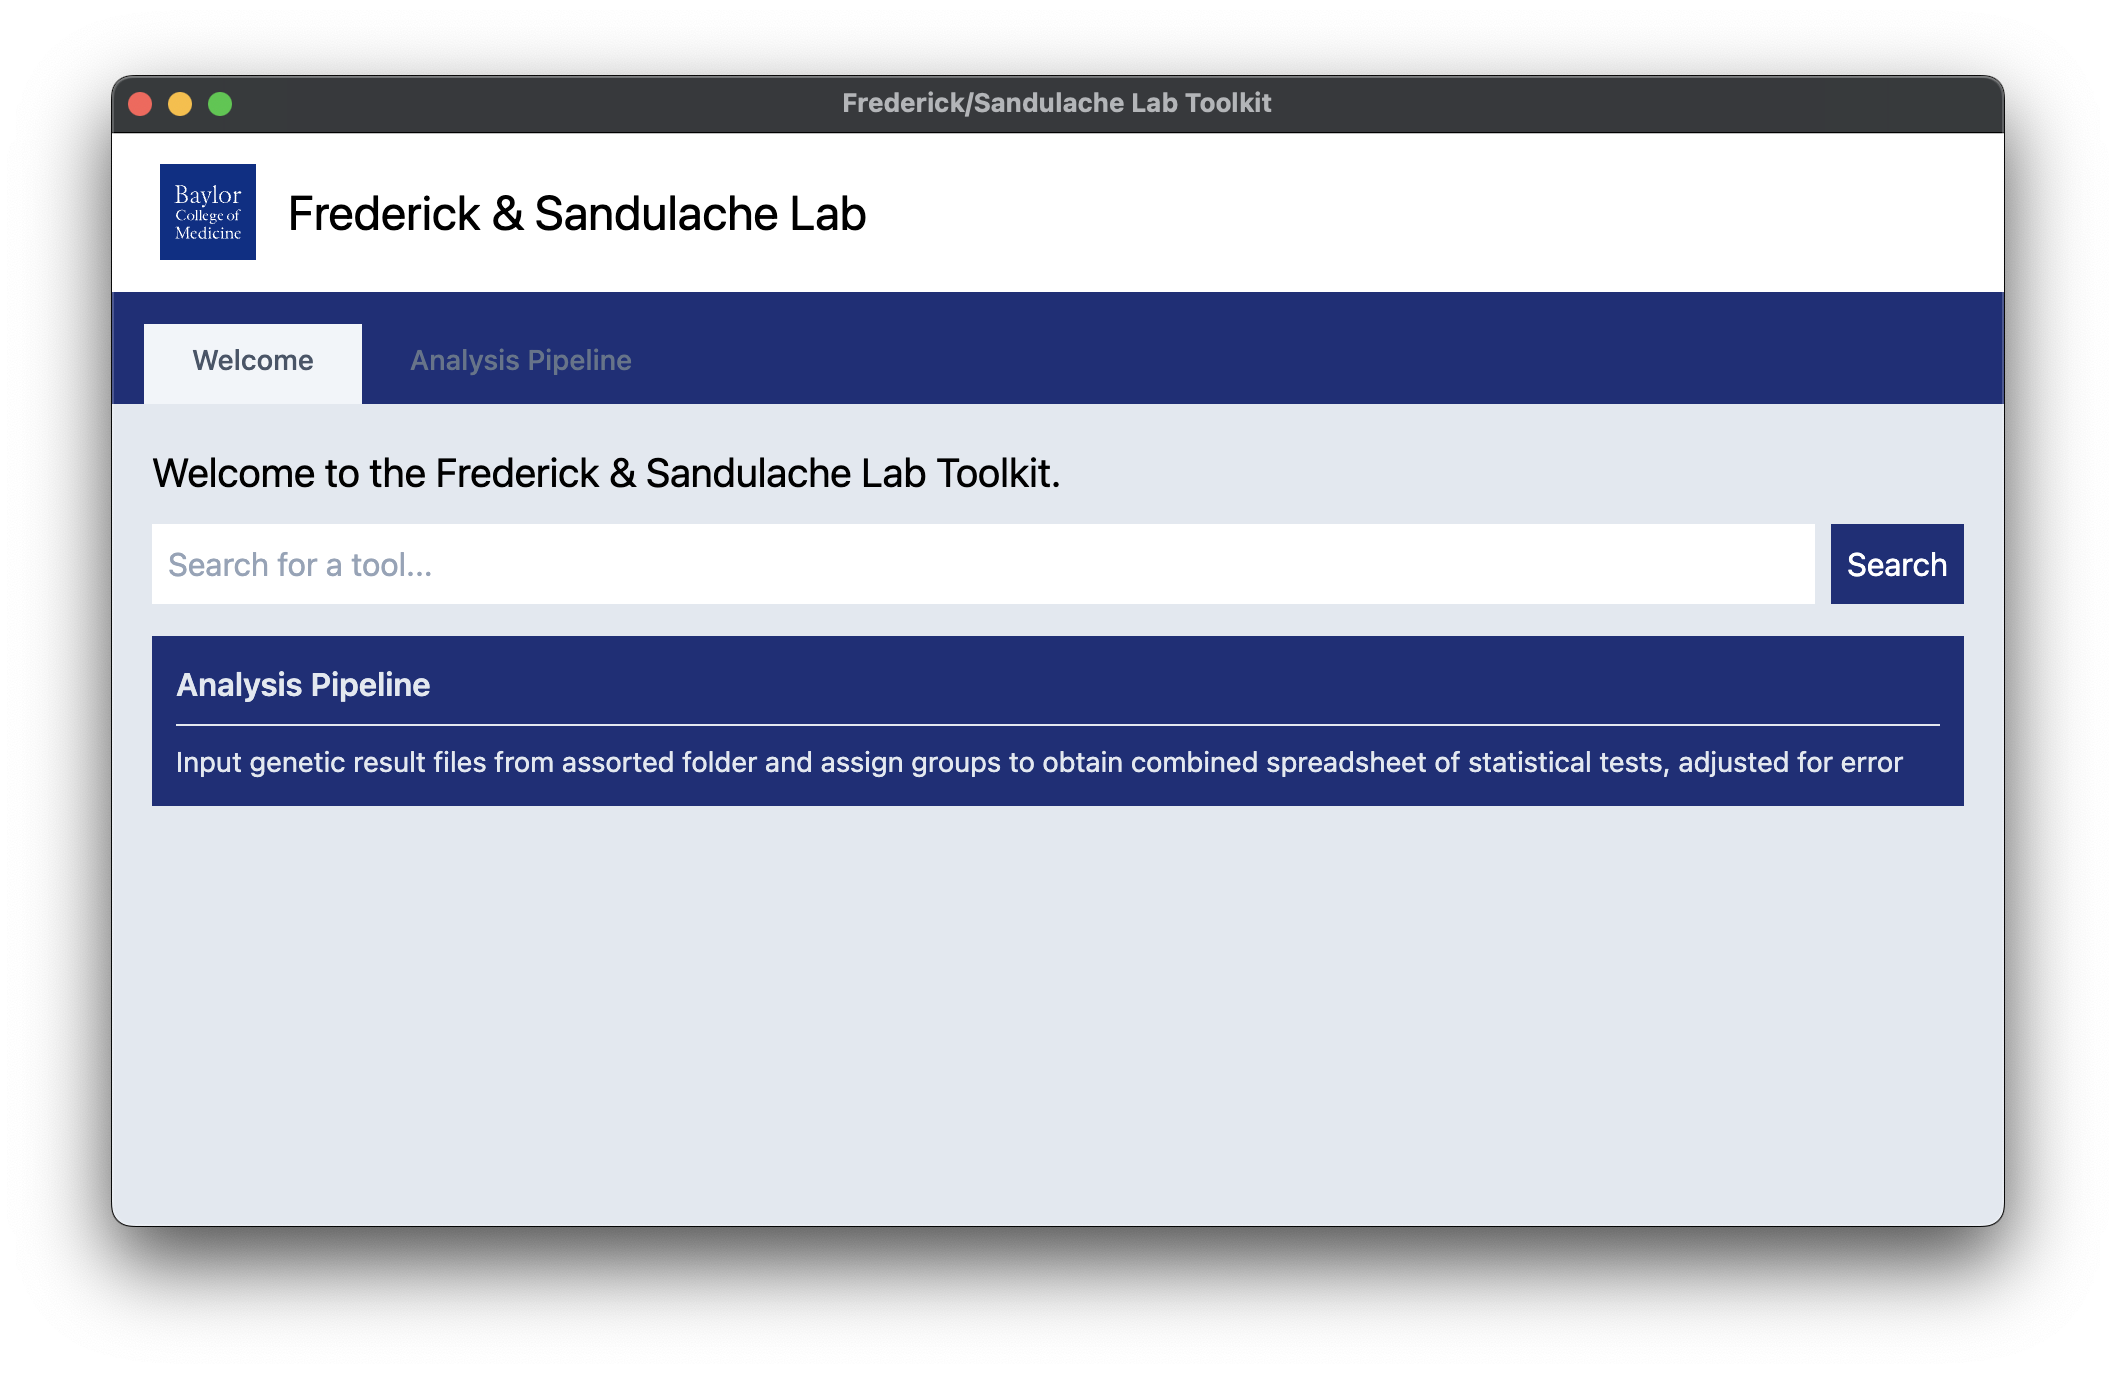 Frederick/Sandulache Lab Toolkit
Baylor
College of
Medicine
Frederick & Sandulache Lab
Welcome
Analysis Pipeline
Welcome to the Frederick & Sandulache Lab Toolkit.
Search for a tool...
Search
Analysis Pipeline
Input genetic result files from assorted folder and assign groups to obtain combined spreadsheet of statistical tests, adjusted for error